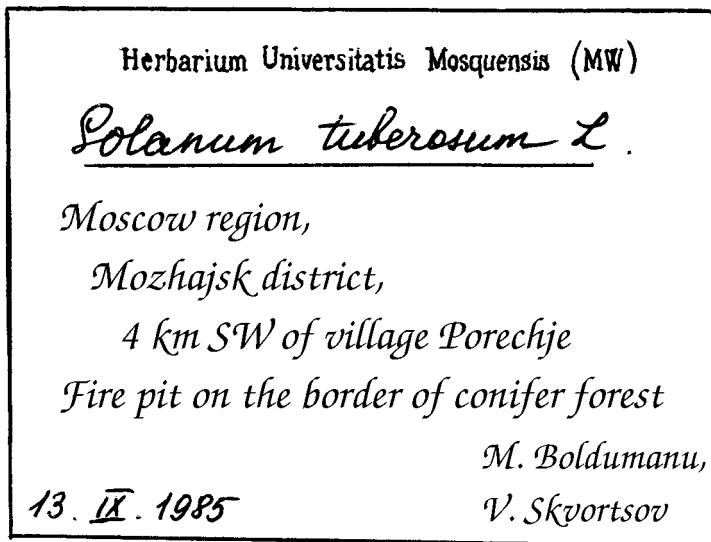 Herbarium Universitatis Mosquensis (MW)
Solanum tuberosum L.
Moscow region,
Mozhajsk district,
4 km SW of village Porechje
Fire pit on the border of conifer forest
M. Boldumanu,
13. IX. 1985 V. Skvortsov